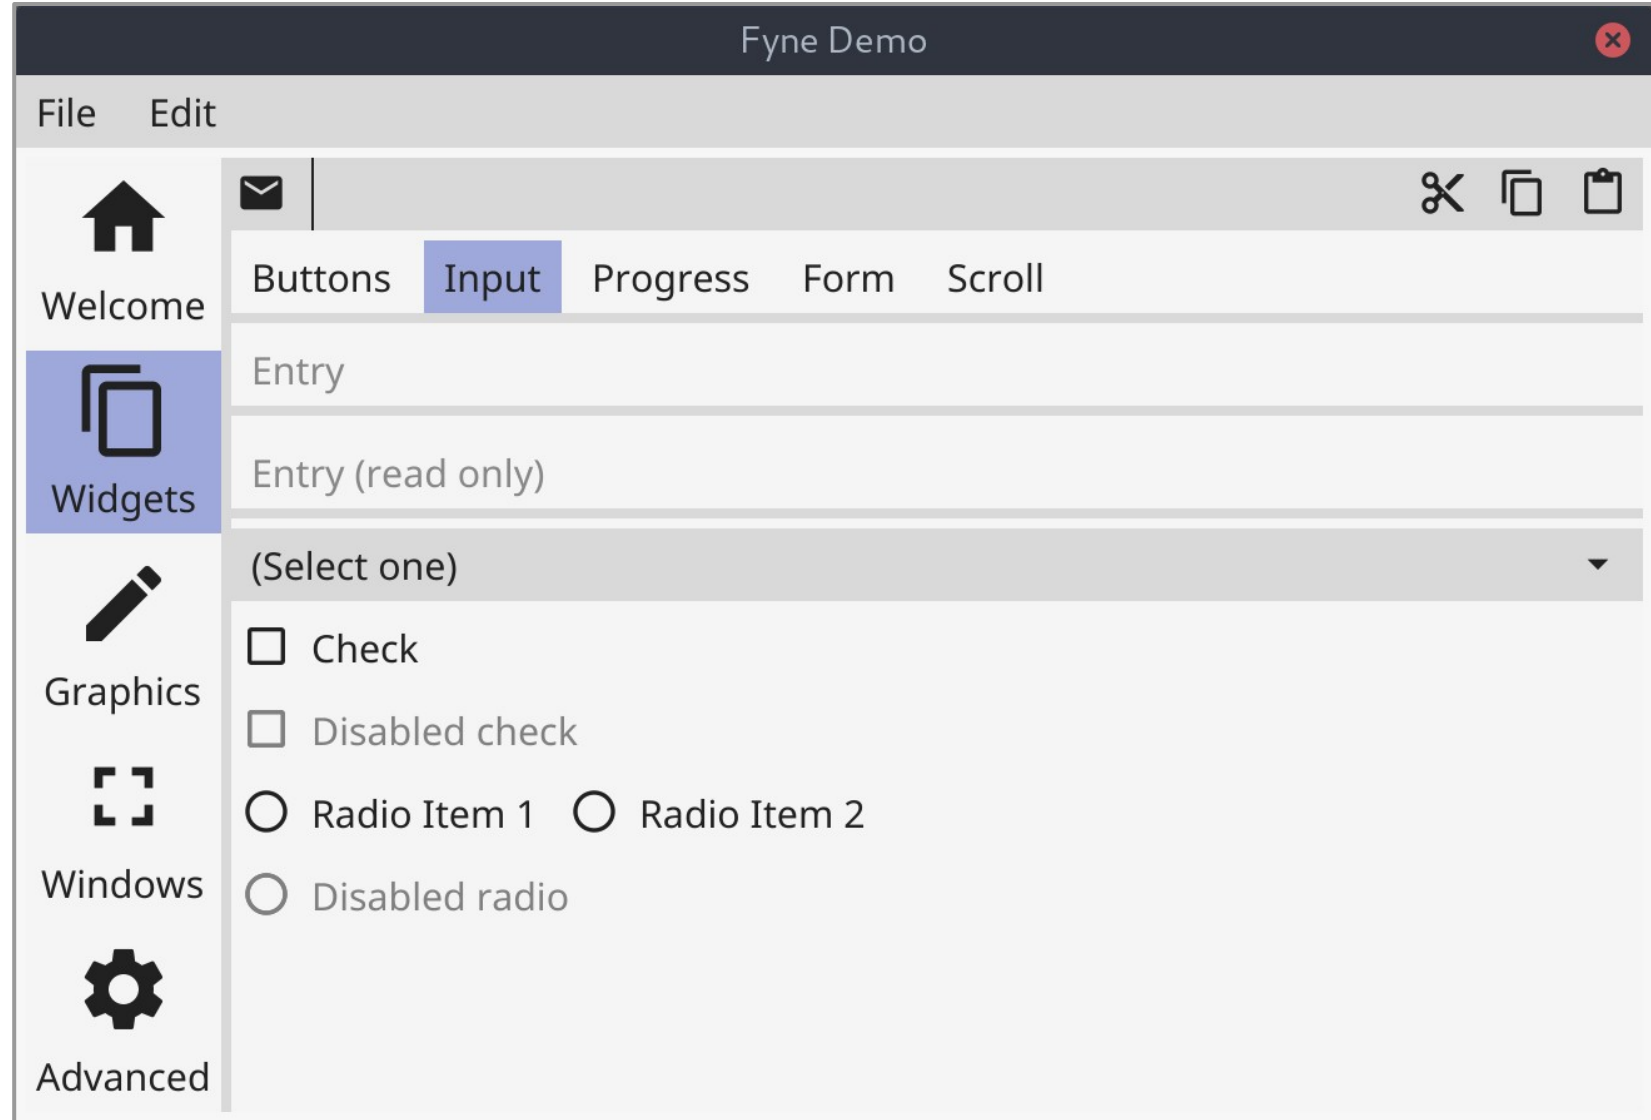 Fyne Demo
File Edit
Welcome
Widgets
Graphics
Windows
Advanced
Buttons Input Progress Form Scroll
Entry
Entry (read only)
(Select one)
Check
Disabled check
Radio Item 1 Radio Item 2
Disabled radio